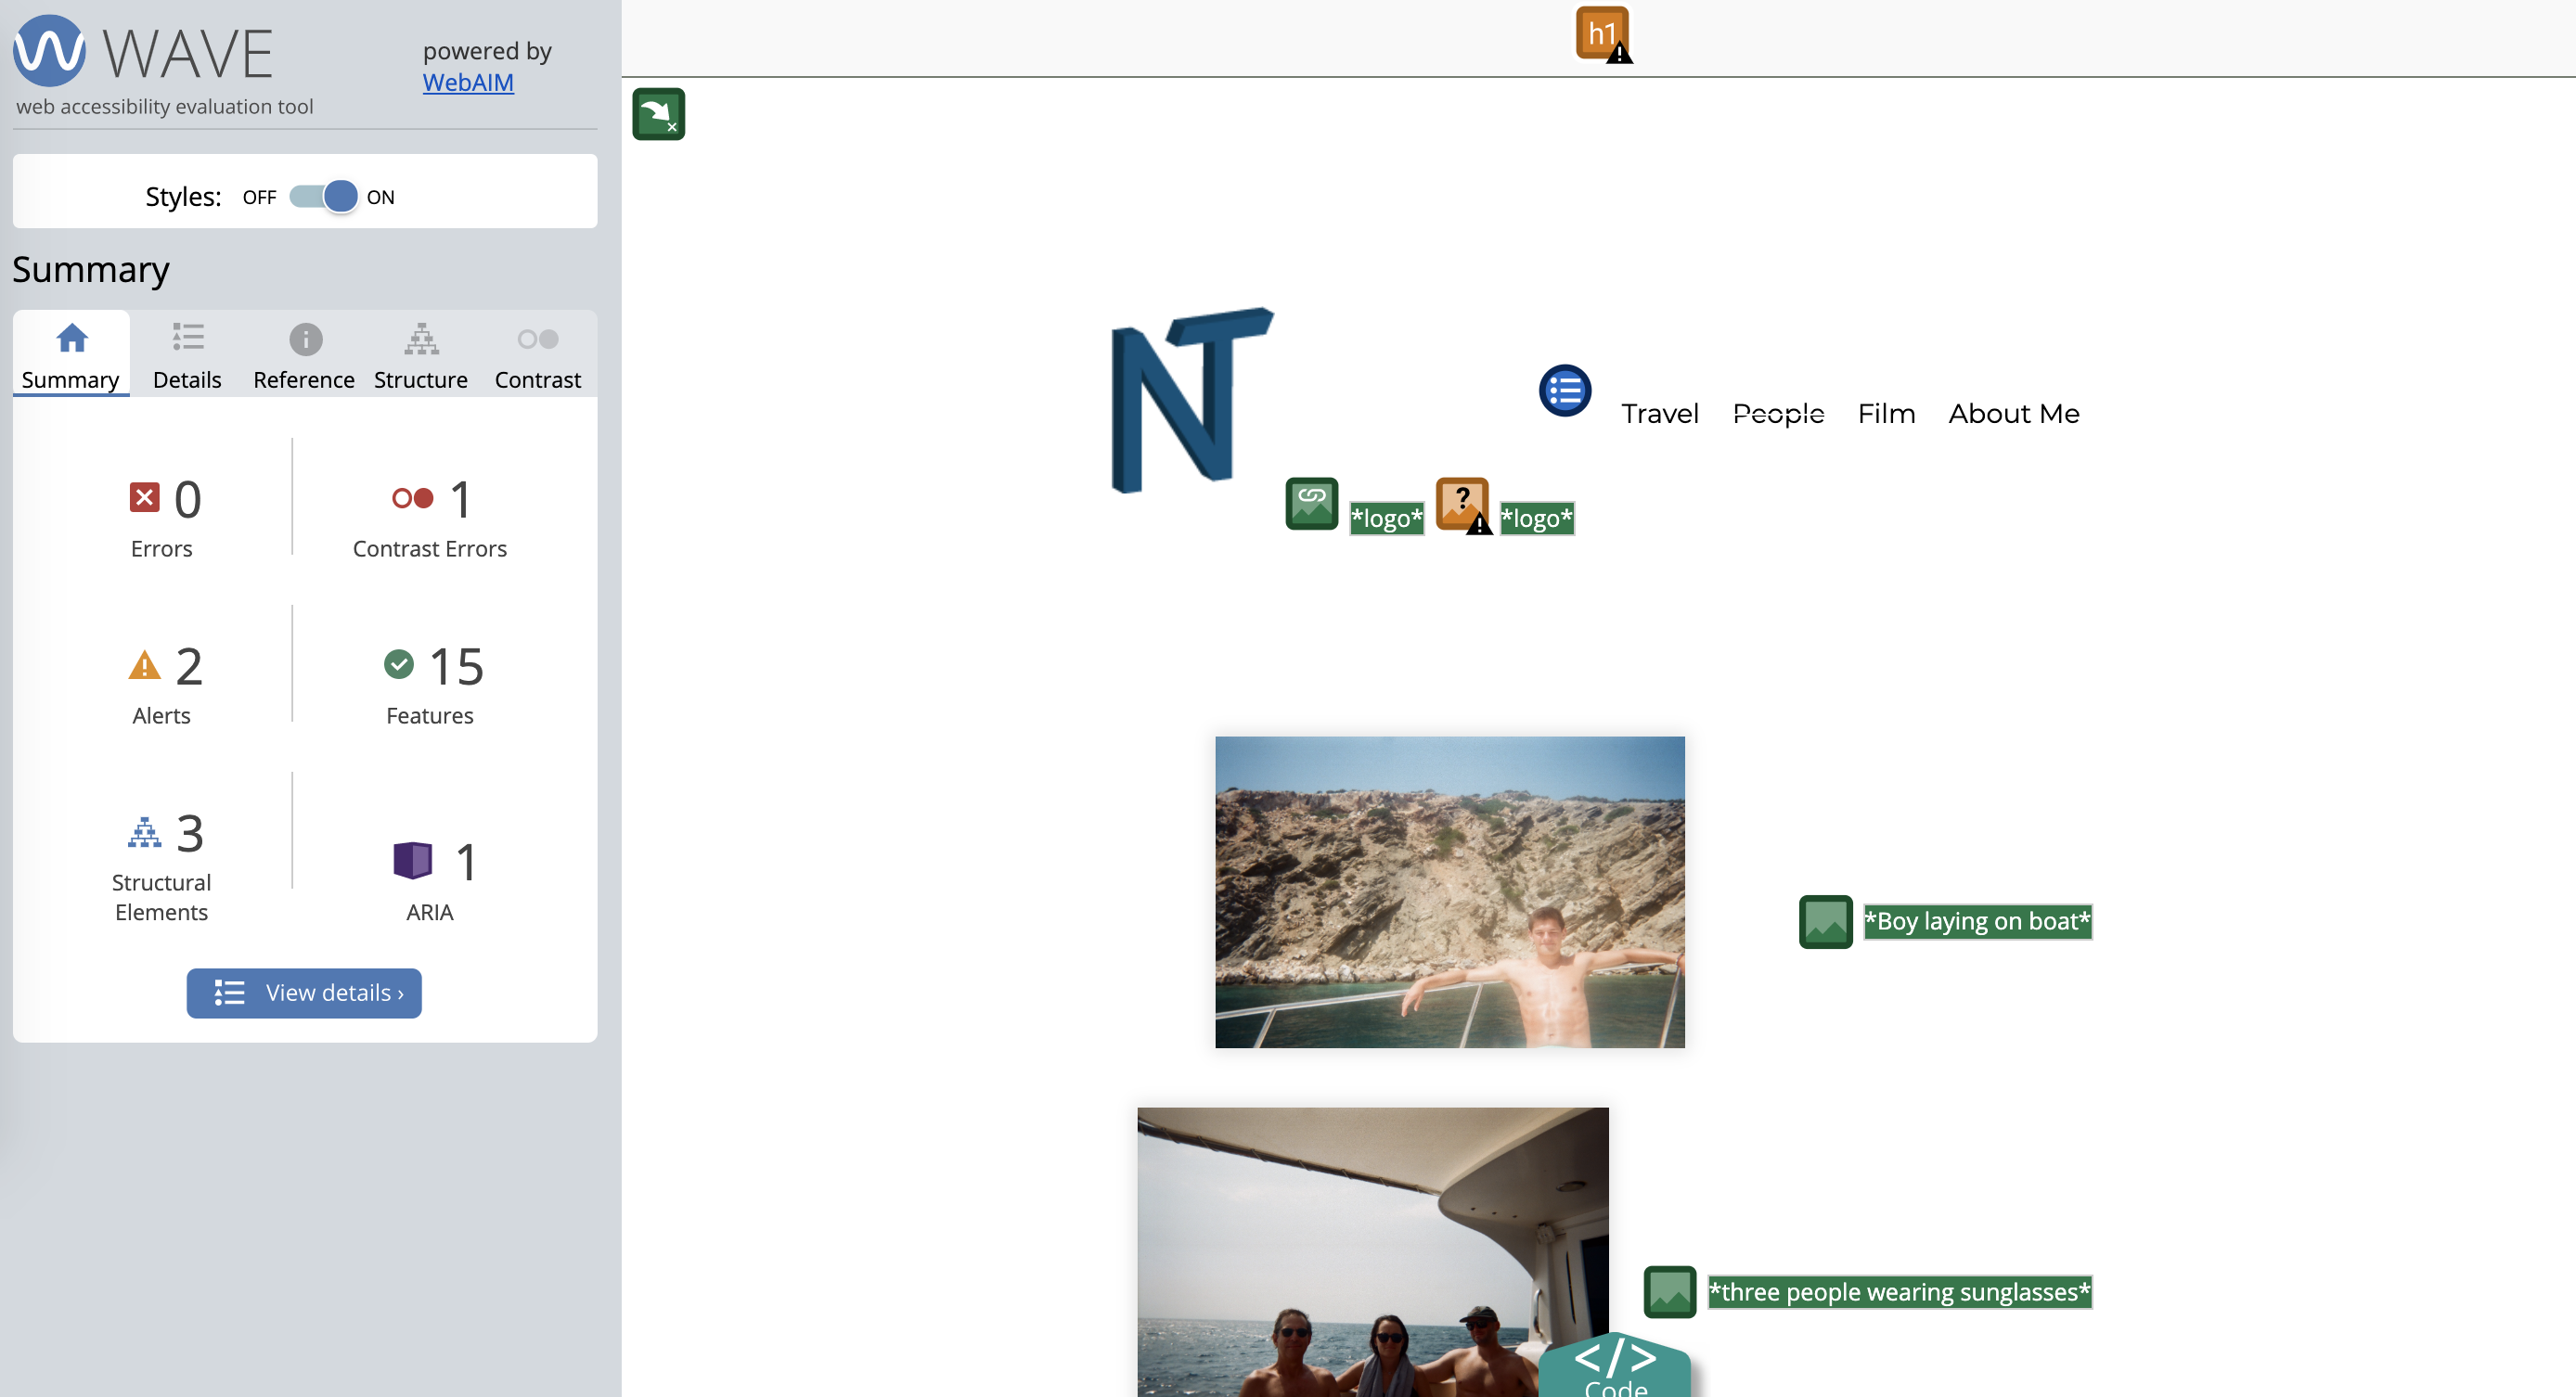 WAVE
powered by
WebAIM
web accessibility evaluation tool
Styles: OFF ON
Summary
Summary Details Reference Structure Contrast
0
Errors
1
Contrast Errors
2
Alerts
15
Features
3
Structural
Elements
1
ARIA
View details ›
h1
NT
Travel People Film About Me
*logo* ? *logo*
*Boy laying on boat*
*three people wearing sunglasses*
</>
Code